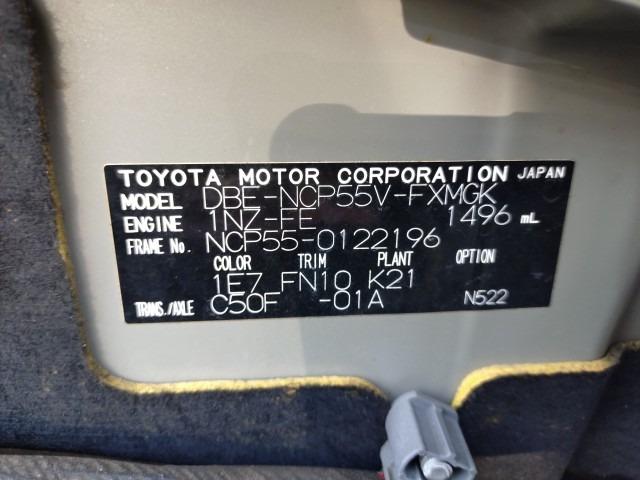 TOYOTA MOTOR CORPORATION JAPAN
MODEL DBE-NCP55V-FXMGK
ENGINE 1NZ-FE 1496 mL
FRAME No. NCP55-0122196
COLOR TRIM PLANT OPTION
1E7 FN10 K21
TRANS./AXLE C50F -01A N522